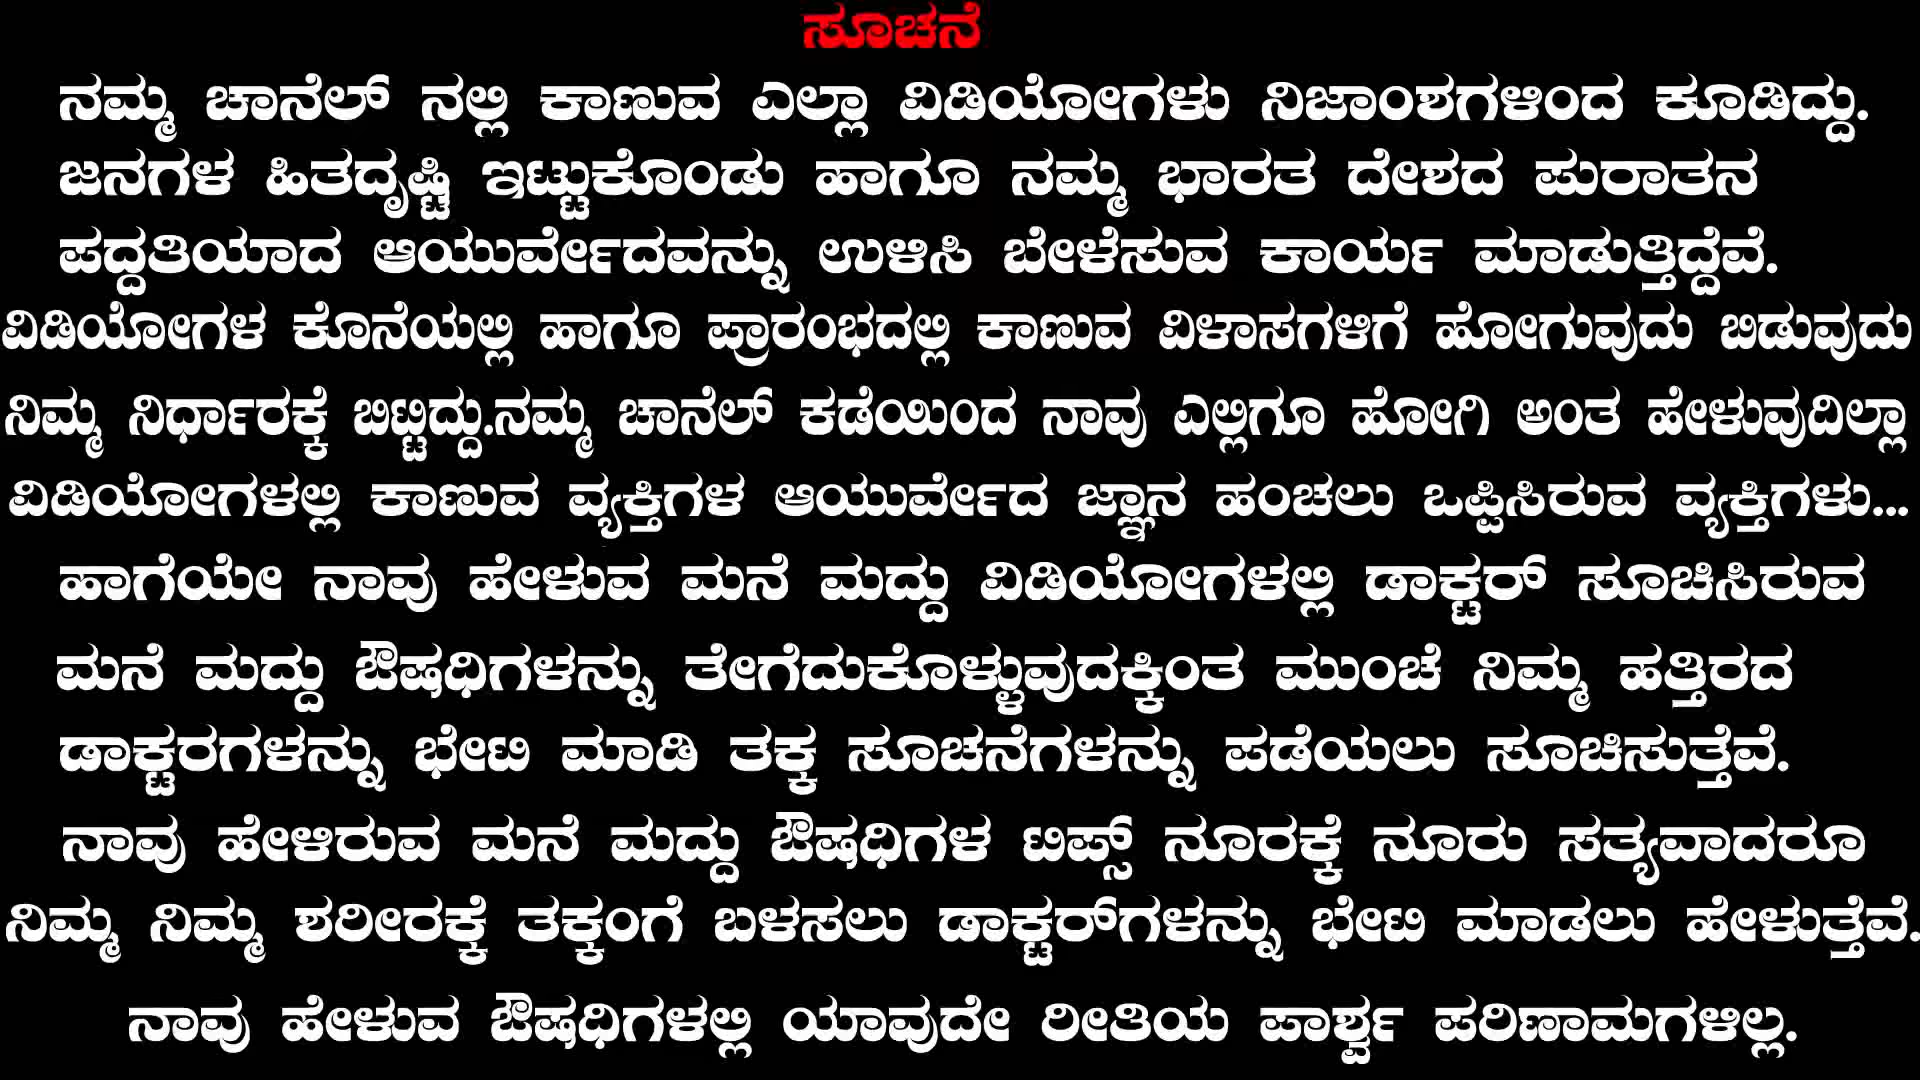 ಸೂಚನೆ
ನಮ್ಮ ಚಾನೆಲ್ ನಲ್ಲಿ ಕಾಣುವ ಎಲ್ಲಾ ವಿಡಿಯೋಗಳು ನಿಜಾಂಶಗಳಿಂದ ಕೂಡಿದ್ದು.
ಜನಗಳ ಹಿತದೃಷ್ಟಿ ಇಟ್ಟುಕೊಂಡು ಹಾಗೂ ನಮ್ಮ ಭಾರತ ದೇಶದ ಪುರಾತನ
ಪದ್ದತಿಯಾದ ಆಯುರ್ವೇದವನ್ನು ಉಳಿಸಿ ಬೇಳೆಸುವ ಕಾರ್ಯ ಮಾಡುತ್ತಿದ್ದೆವೆ.
ವಿಡಿಯೋಗಳ ಕೊನೆಯಲ್ಲಿ ಹಾಗೂ ಪ್ರಾರಂಭದಲ್ಲಿ ಕಾಣುವ ವಿಳಾಸಗಳಿಗೆ ಹೋಗುವುದು ಬಿಡುವುದು
ನಿಮ್ಮ ನಿರ್ಧಾರಕ್ಕೆ ಬಿಟ್ಟಿದ್ದು.ನಮ್ಮ ಚಾನೆಲ್ ಕಡೆಯಿಂದ ನಾವು ಎಲ್ಲಿಗೂ ಹೋಗಿ ಅಂತ ಹೇಳುವುದಿಲ್ಲಾ
ವಿಡಿಯೋಗಳಲ್ಲಿ ಕಾಣುವ ವ್ಯಕ್ತಿಗಳ ಆಯುರ್ವೇದ ಜ್ಞಾನ ಹಂಚಲು ಒಪ್ಪಿಸಿರುವ ವ್ಯಕ್ತಿಗಳು...
ಹಾಗೆಯೇ ನಾವು ಹೇಳುವ ಮನೆ ಮದ್ದು ವಿಡಿಯೋಗಳಲ್ಲಿ ಡಾಕ್ಟರ್ ಸೂಚಿಸಿರುವ
ಮನೆ ಮದ್ದು ಔಷಧಿಗಳನ್ನು ತೇಗೆದುಕೊಳ್ಳುವುದಕ್ಕಿಂತ ಮುಂಚೆ ನಿಮ್ಮ ಹತ್ತಿರದ
ಡಾಕ್ಟರಗಳನ್ನು ಭೇಟಿ ಮಾಡಿ ತಕ್ಕ ಸೂಚನೆಗಳನ್ನು ಪಡೆಯಲು ಸೂಚಿಸುತ್ತೆವೆ.
ನಾವು ಹೇಳಿರುವ ಮನೆ ಮದ್ದು ಔಷಧಿಗಳ ಟಿಪ್ಸ್ ನೂರಕ್ಕೆ ನೂರು ಸತ್ಯವಾದರೂ
ನಿಮ್ಮ ನಿಮ್ಮ ಶರೀರಕ್ಕೆ ತಕ್ಕಂಗೆ ಬಳಸಲು ಡಾಕ್ಟರ್‌ಗಳನ್ನು ಭೇಟಿ ಮಾಡಲು ಹೇಳುತ್ತೆವೆ.
ನಾವು ಹೇಳುವ ಔಷಧಿಗಳಲ್ಲಿ ಯಾವುದೇ ರೀತಿಯ ಪಾರ್ಶ್ವ ಪರಿಣಾಮಗಳಿಲ್ಲ.